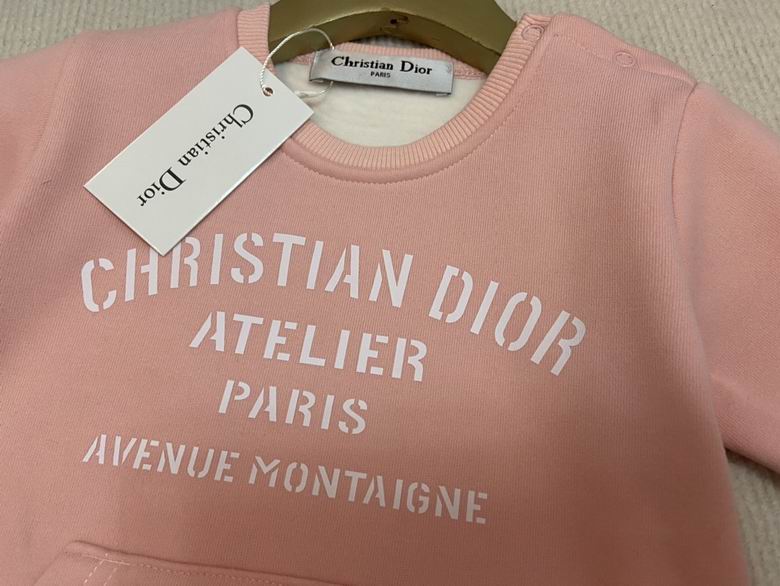 Christian Dior
PARIS
Christian Dior
CHRISTIAN DIOR
ATELIER
PARIS
AVENUE MONTAIGNE